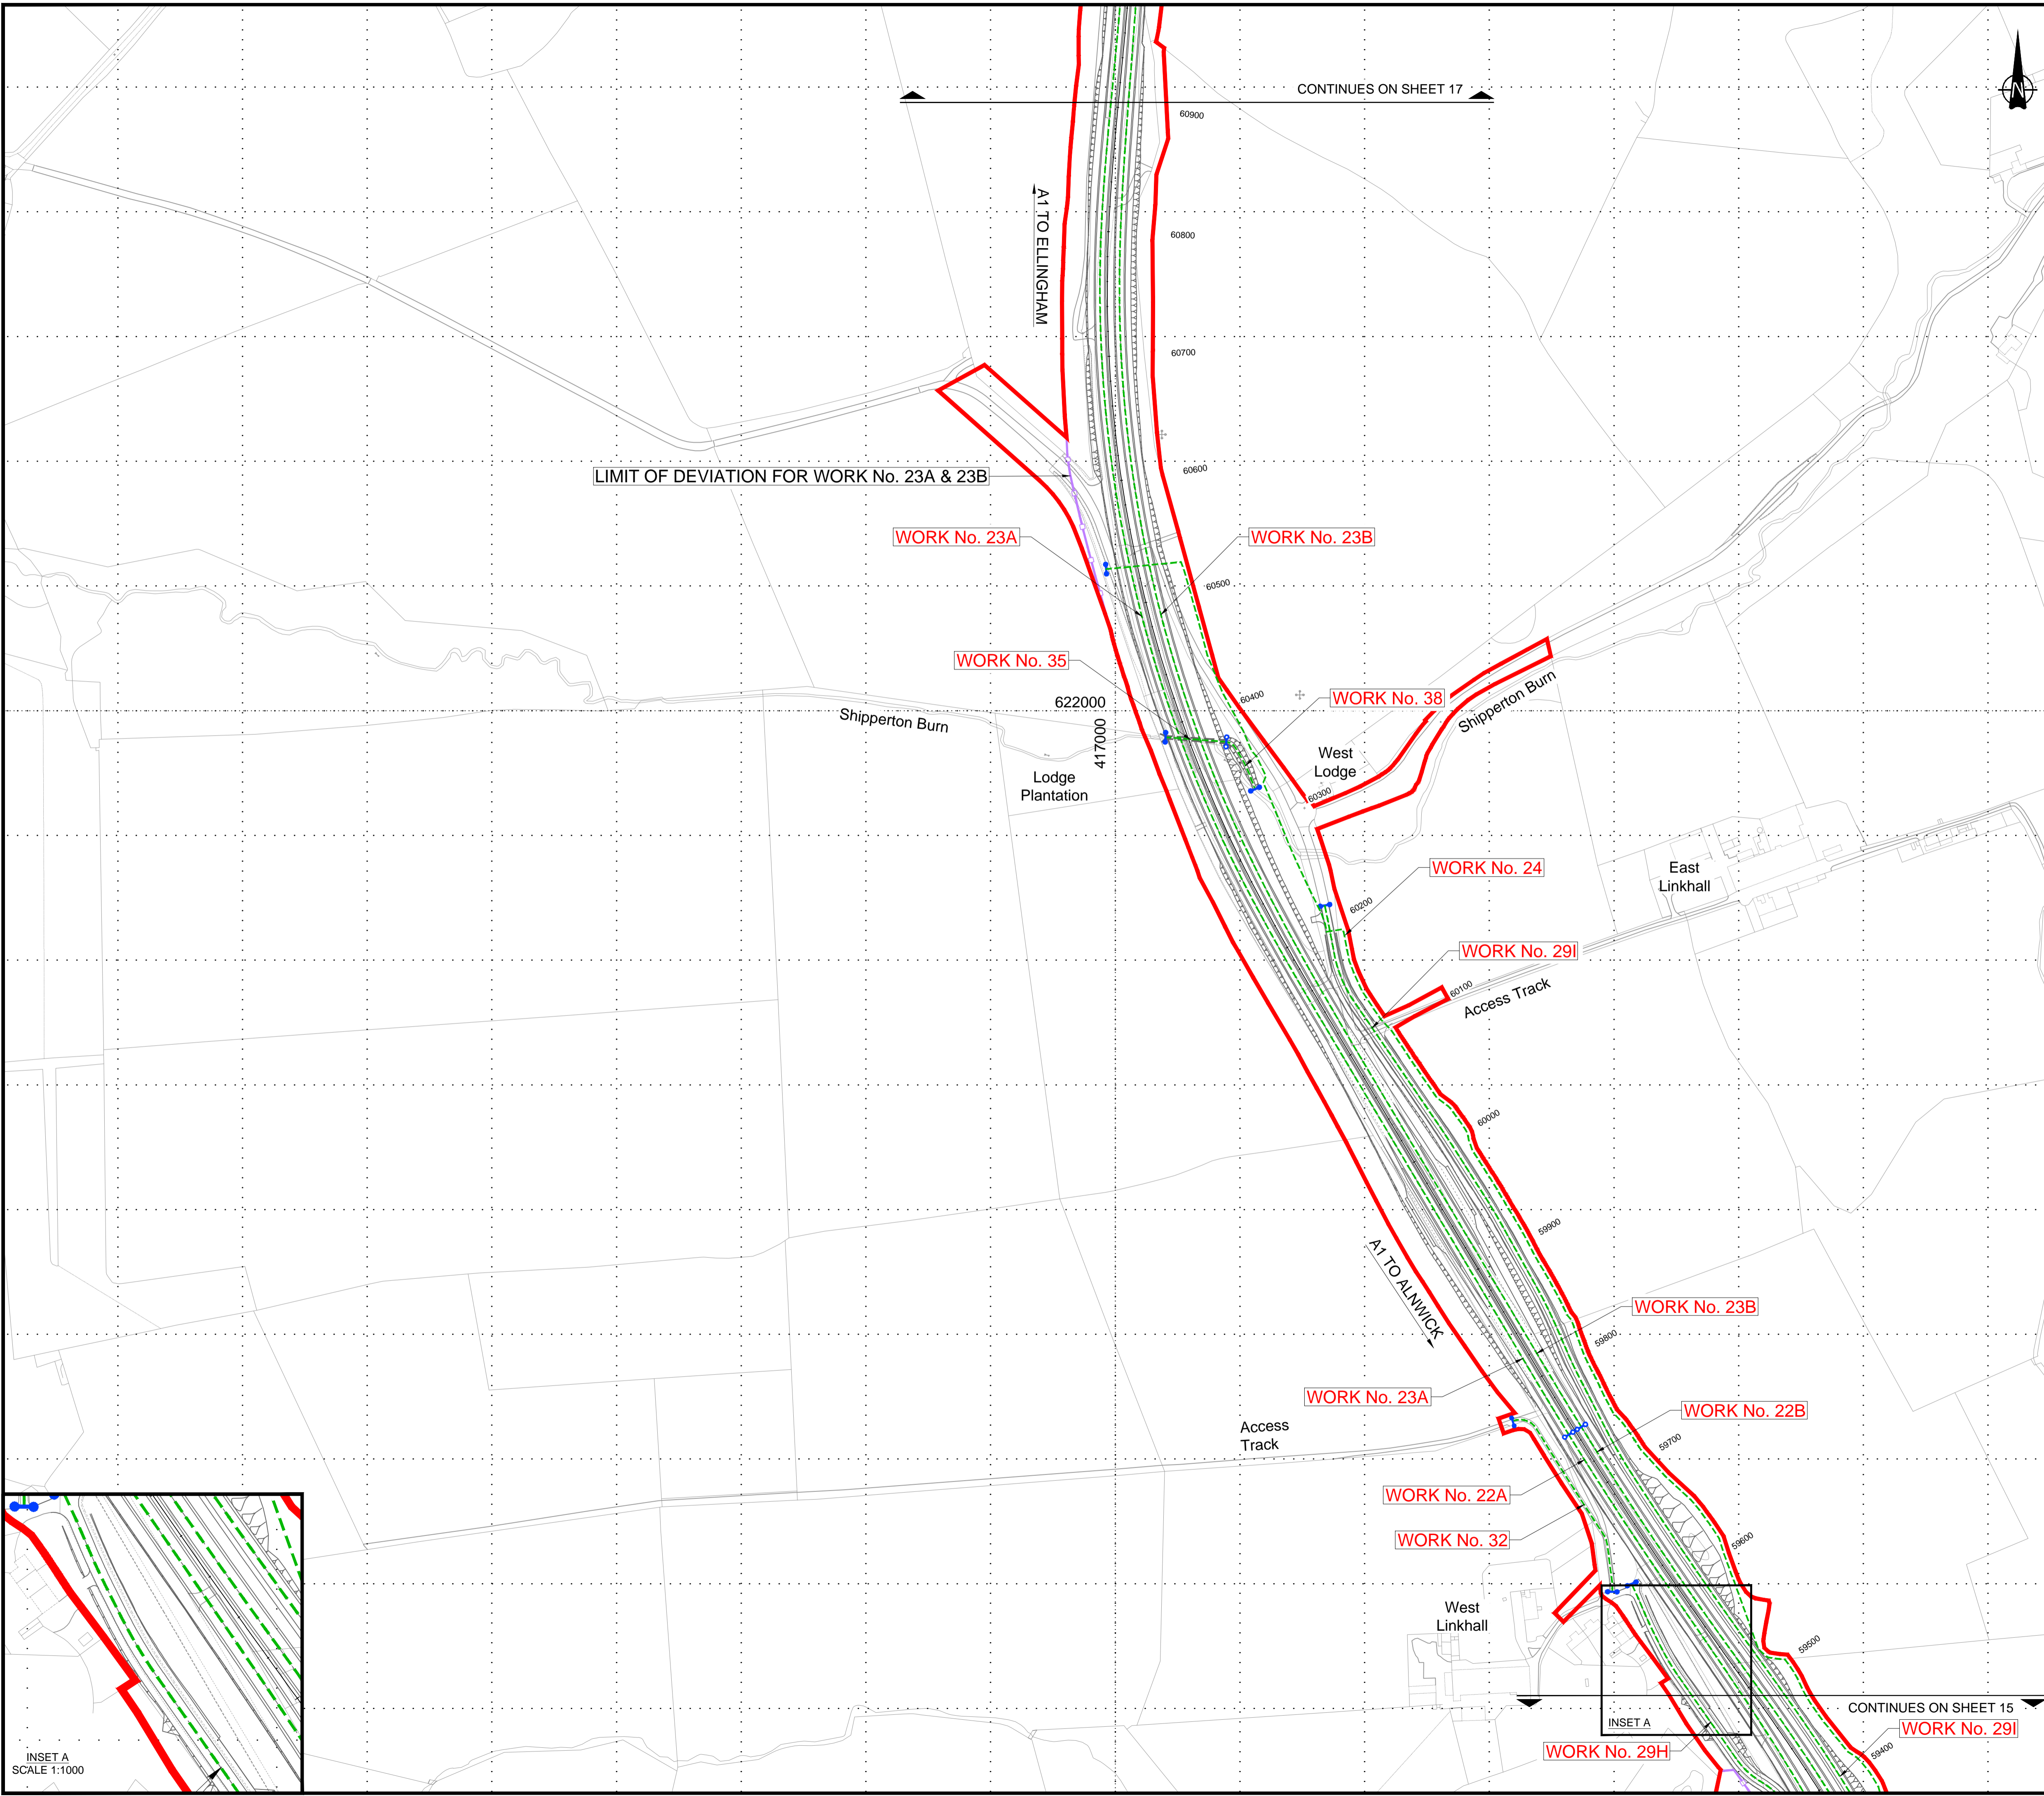 CONTINUES ON SHEET 17
N
60900
A1 TO ELLINGHAM
60800
60700
60600
LIMIT OF DEVIATION FOR WORK No. 23A & 23B
WORK No. 23A
WORK No. 23B
60500
WORK No. 35
60400
WORK No. 38
622000
417000
Shipperton Burn
Shipperton Burn
West
Lodge
Lodge
Plantation
60300
WORK No. 24
East
Linkhall
60200
WORK No. 29I
60100
Access Track
60000
59900
A1 TO ALNWICK
WORK No. 23B
59800
WORK No. 23A
WORK No. 22B
Access
Track
59700
WORK No. 22A
WORK No. 32
59600
West
Linkhall
59500
CONTINUES ON SHEET 15
INSET A
WORK No. 29I
WORK No. 29H
59400
INSET A
SCALE 1:1000